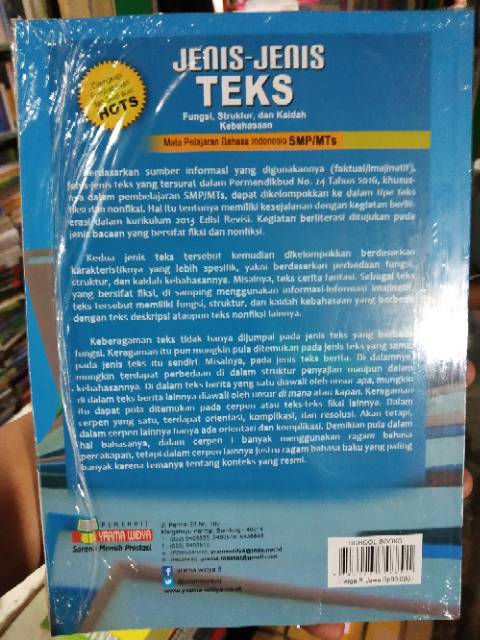 JENIS-JENIS
TEKS
Fungsi, Struktur, dan Kaidah
Kebahasaan
HOTS
Mata Pelajaran Bahasa Indonesia SMP/MTs
Berdasarkan sumber informasi yang digunakannya (faktual/imajinatif),
jenis-jenis teks yang tersurat dalam Permendikbud No. 24 Tahun 2016, khusus-
nya dalam pembelajaran SMP/MTs, dapat dikelompokkan ke dalam tipe teks
fiksi dan nonfiksi. Hal itu tentunya memiliki kesejalanan dengan kegiatan berlit-
erasi dalam kurikulum 2013 Edisi Revisi. Kegiatan berliterasi ditujukan pada
jenis bacaan yang bersifat fiksi dan nonfiksi.
Kedua jenis teks tersebut kemudian dikelompokkan berdasarkan
karakteristiknya yang lebih spesifik, yakni berdasarkan perbedaan fungsi,
struktur, dan kaidah kebahasannya. Misalnya, teks cerita fantasi. Sebagai teks
yang bersifat fiksi, di samping menggunakan informasi-informasi imajinatif,
teks tersebut memiliki fungsi, struktur, dan kaidah kebahasaan yang berbeda
dengan teks deskripsi ataupun teks nonfiksi lainnya.
Keberagaman teks tidak hanya dijumpai pada jenis teks yang berbeda
fungsi. Keragaman itu pun mungkin pula ditemukan pada jenis teks yang sama
pada jenis teks itu sendiri. Misalnya, pada jenis teks berita. Di dalamnya
mungkin terdapat perbedaan di dalam struktur penyajian maupun dalam
kebahasannya. Di dalam teks berita yang satu diawali oleh unsur apa, mungkin
di dalam teks berita lainnya diawali oleh unsur di mana atau kapan. Keragaman
itu dapat pula ditemukan pada cerpen atau teks-teks fiksi lainnya. Dalam
cerpen yang satu, terdapat orientasi, komplikasi, dan resolusi. Akan tetapi,
dalam cerpen lainnya hanya ada orientasi dan komplikasi. Demikian pula dalam
hal bahasanya, dalam cerpen I banyak menggunakan ragam bahasa
percakapan, tetapi dalam cerpen lainnya justru ragam bahasa baku yang paling
banyak karena temanya tentang konteks yang resmi.
PENERBIT
YRAMA WIDYA
Sarana Meraih Prestasi
yrama widya 5
www.yrama-widya.co.id
SCHOOL BOOKS